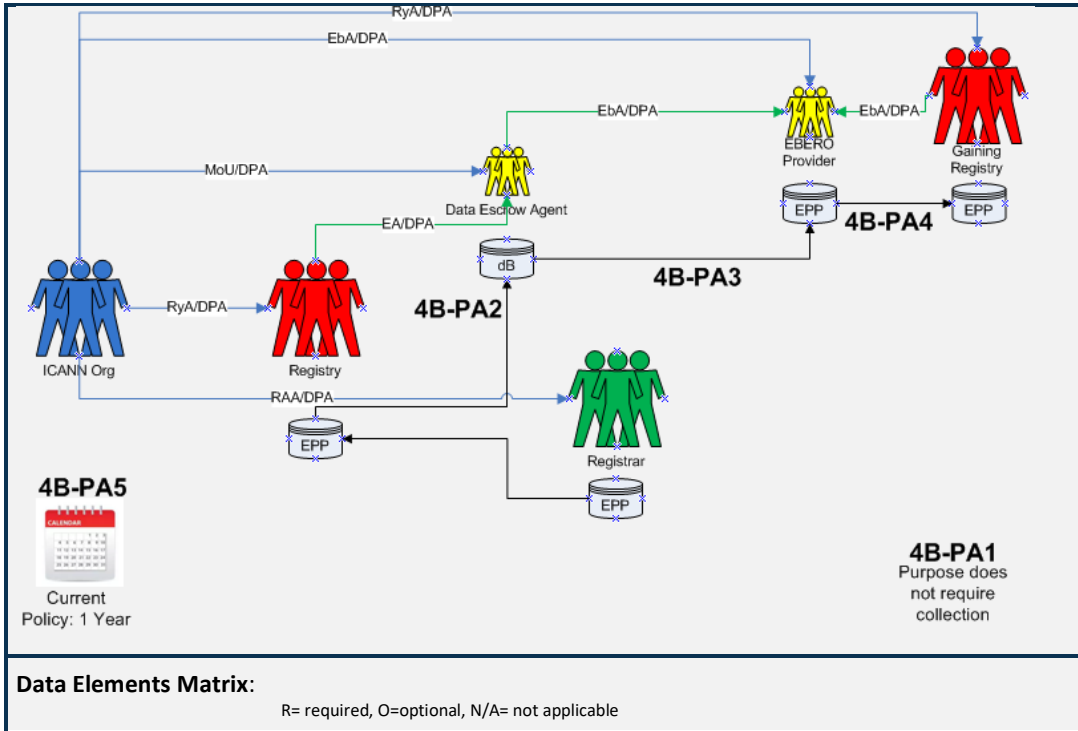 RyA/DPA
EbA/DPA
EbA/DPA
EbA/DPA
EBERO
Provider
Gaining
Registry
MoU/DPA
Data Escrow Agent
EPP
EPP
4B-PA4
EA/DPA
dB
4B-PA3
4B-PA2
RyA/DPA
ICANN Org
Registry
RAA/DPA
EPP
Registrar
EPP
4B-PA5
CALENDAR
Current
Policy: 1 Year
4B-PA1
Purpose does
not require
collection
Data Elements Matrix:
R= required, O=optional, N/A= not applicable